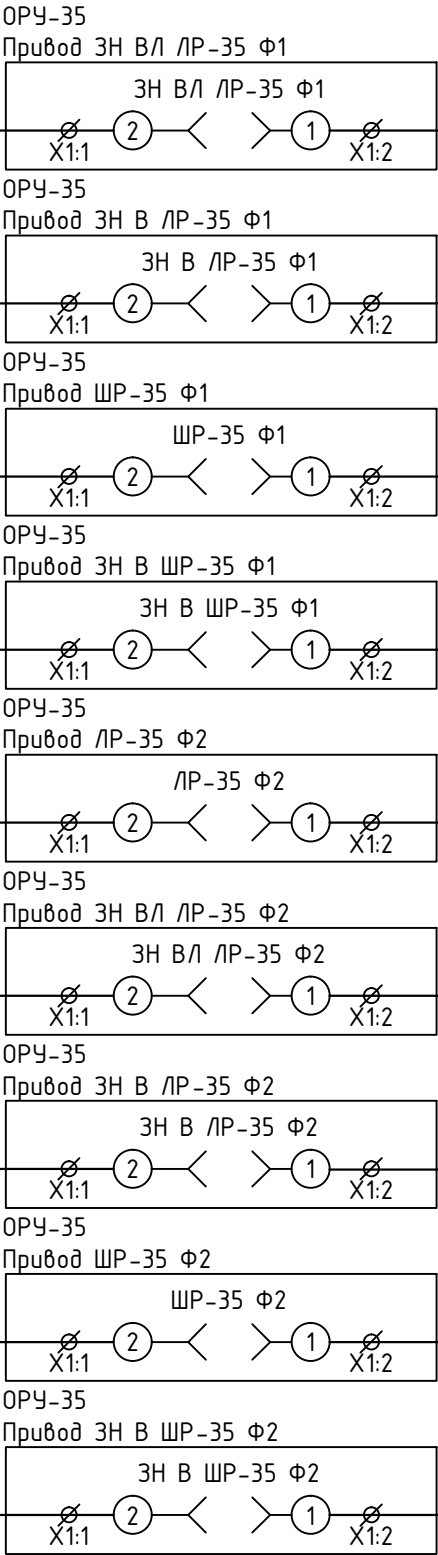 ОРУ-35
Привод ЗН ВЛ ЛР-35 Ф1
ЗН ВЛ ЛР-35 Ф1
2 1
X1:1 X1:2
ОРУ-35
Привод ЗН В ЛР-35 Ф1
ЗН В ЛР-35 Ф1
2 1
X1:1 X1:2
ОРУ-35
Привод ШР-35 Ф1
ШР-35 Ф1
2 1
X1:1 X1:2
ОРУ-35
Привод ЗН В ШР-35 Ф1
ЗН В ШР-35 Ф1
2 1
X1:1 X1:2
ОРУ-35
Привод ЛР-35 Ф2
ЛР-35 Ф2
2 1
X1:1 X1:2
ОРУ-35
Привод ЗН ВЛ ЛР-35 Ф2
ЗН ВЛ ЛР-35 Ф2
2 1
X1:1 X1:2
ОРУ-35
Привод ЗН В ЛР-35 Ф2
ЗН В ЛР-35 Ф2
2 1
X1:1 X1:2
ОРУ-35
Привод ШР-35 Ф2
ШР-35 Ф2
2 1
X1:1 X1:2
ОРУ-35
Привод ЗН В ШР-35 Ф2
ЗН В ШР-35 Ф2
2 1
X1:1 X1:2